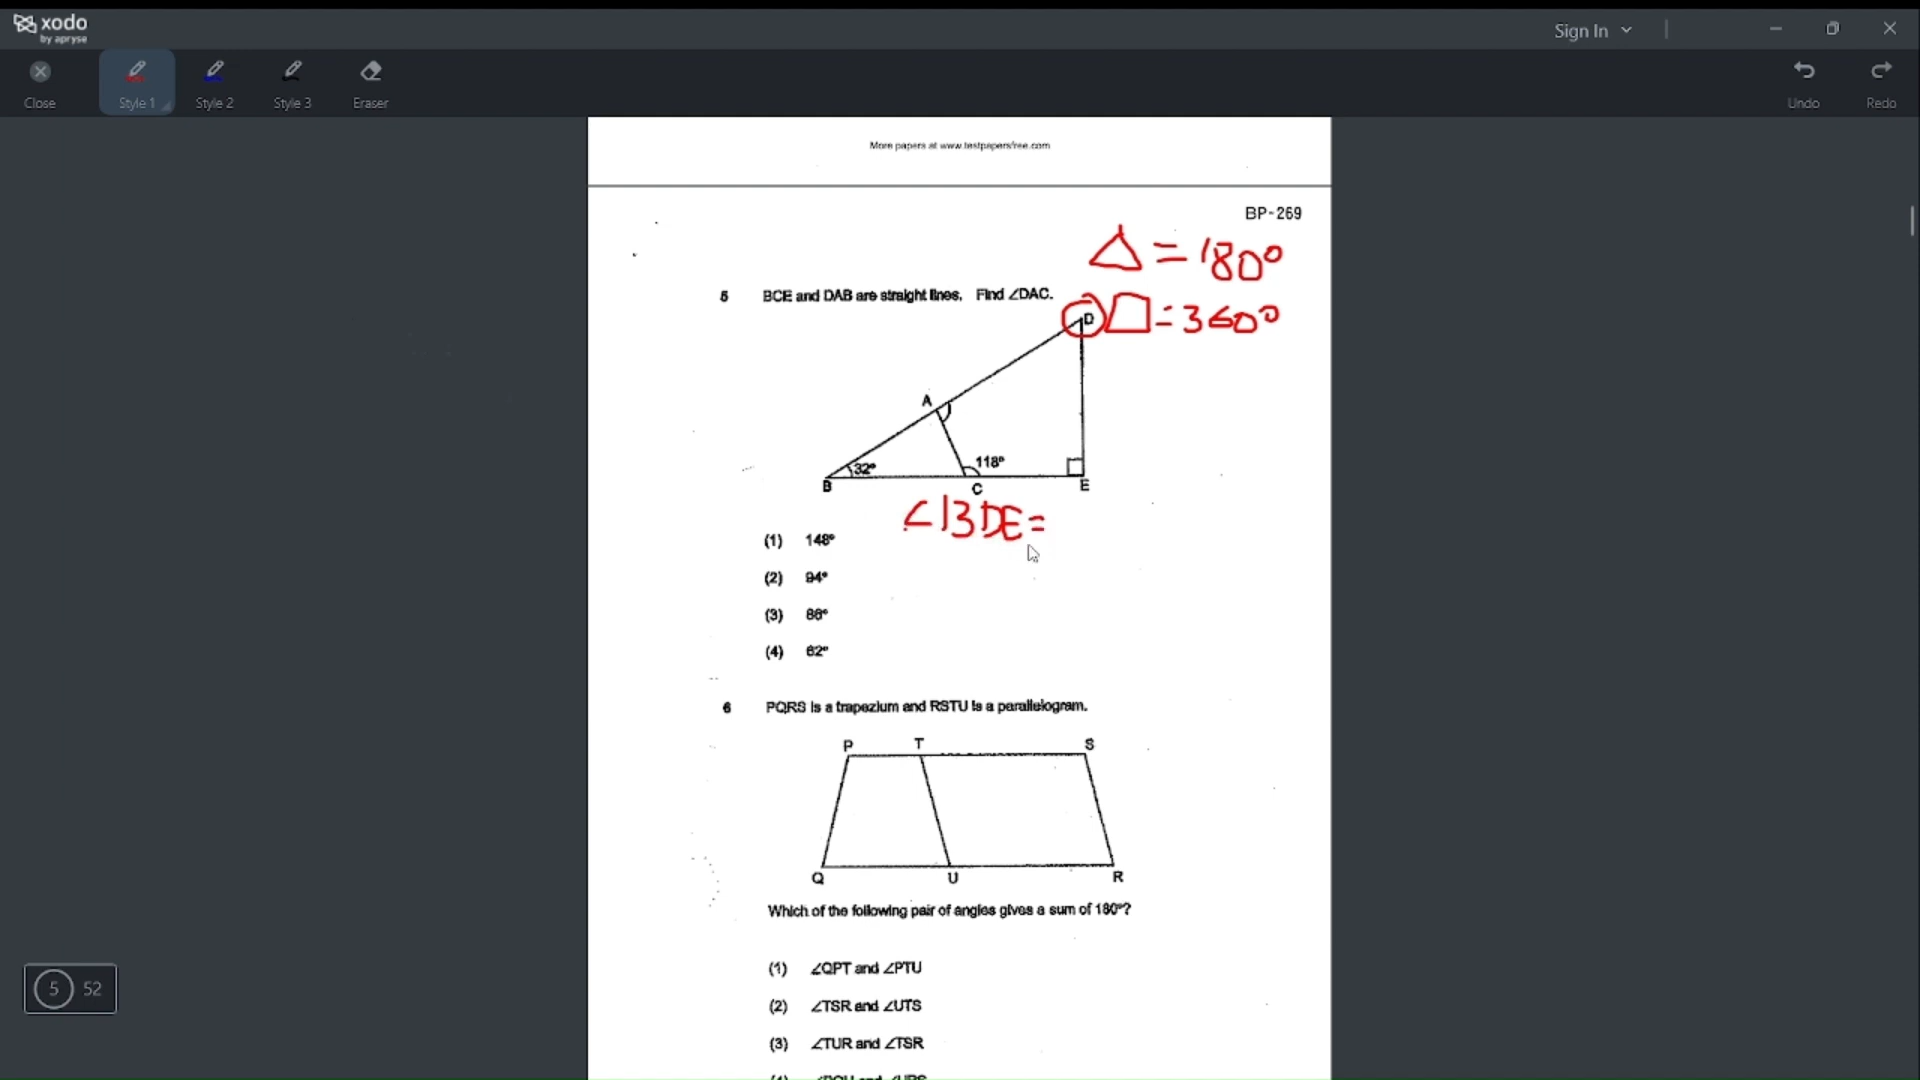 xodo
by apryse
Sign In
Close
Style 1
Style 2
Style 3
Eraser
Undo
Redo
More papers at www.testpapersfree.com
BP-269
△ = 180°
5 BCE and DAB are straight lines. Find ∠DAC.
D
□ = 360°
A
32°
118°
B
C
E
∠BDE=
(1) 148°
(2) 94°
(3) 86°
(4) 62°
6 PQRS is a trapezium and RSTU is a parallelogram.
P T S
Q U R
Which of the following pair of angles gives a sum of 180°?
(1) ∠QPT and ∠PTU
(2) ∠TSR and ∠UTS
(3) ∠TUR and ∠TSR
5 52